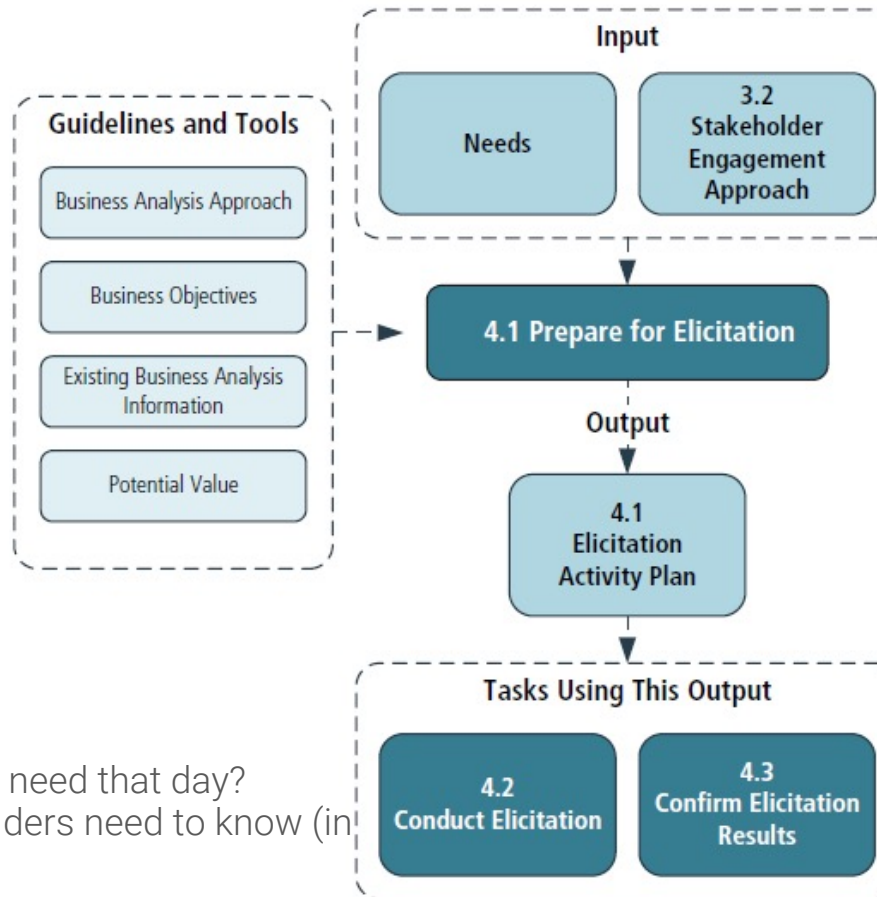 Input
Needs
3.2
Stakeholder
Engagement
Approach
Guidelines and Tools
Business Analysis Approach
Business Objectives
Existing Business Analysis
Information
Potential Value
4.1 Prepare for Elicitation
Output
4.1
Elicitation
Activity Plan
Tasks Using This Output
4.2
Conduct Elicitation
4.3
Confirm Elicitation
Results
need that day?
ders need to know (in